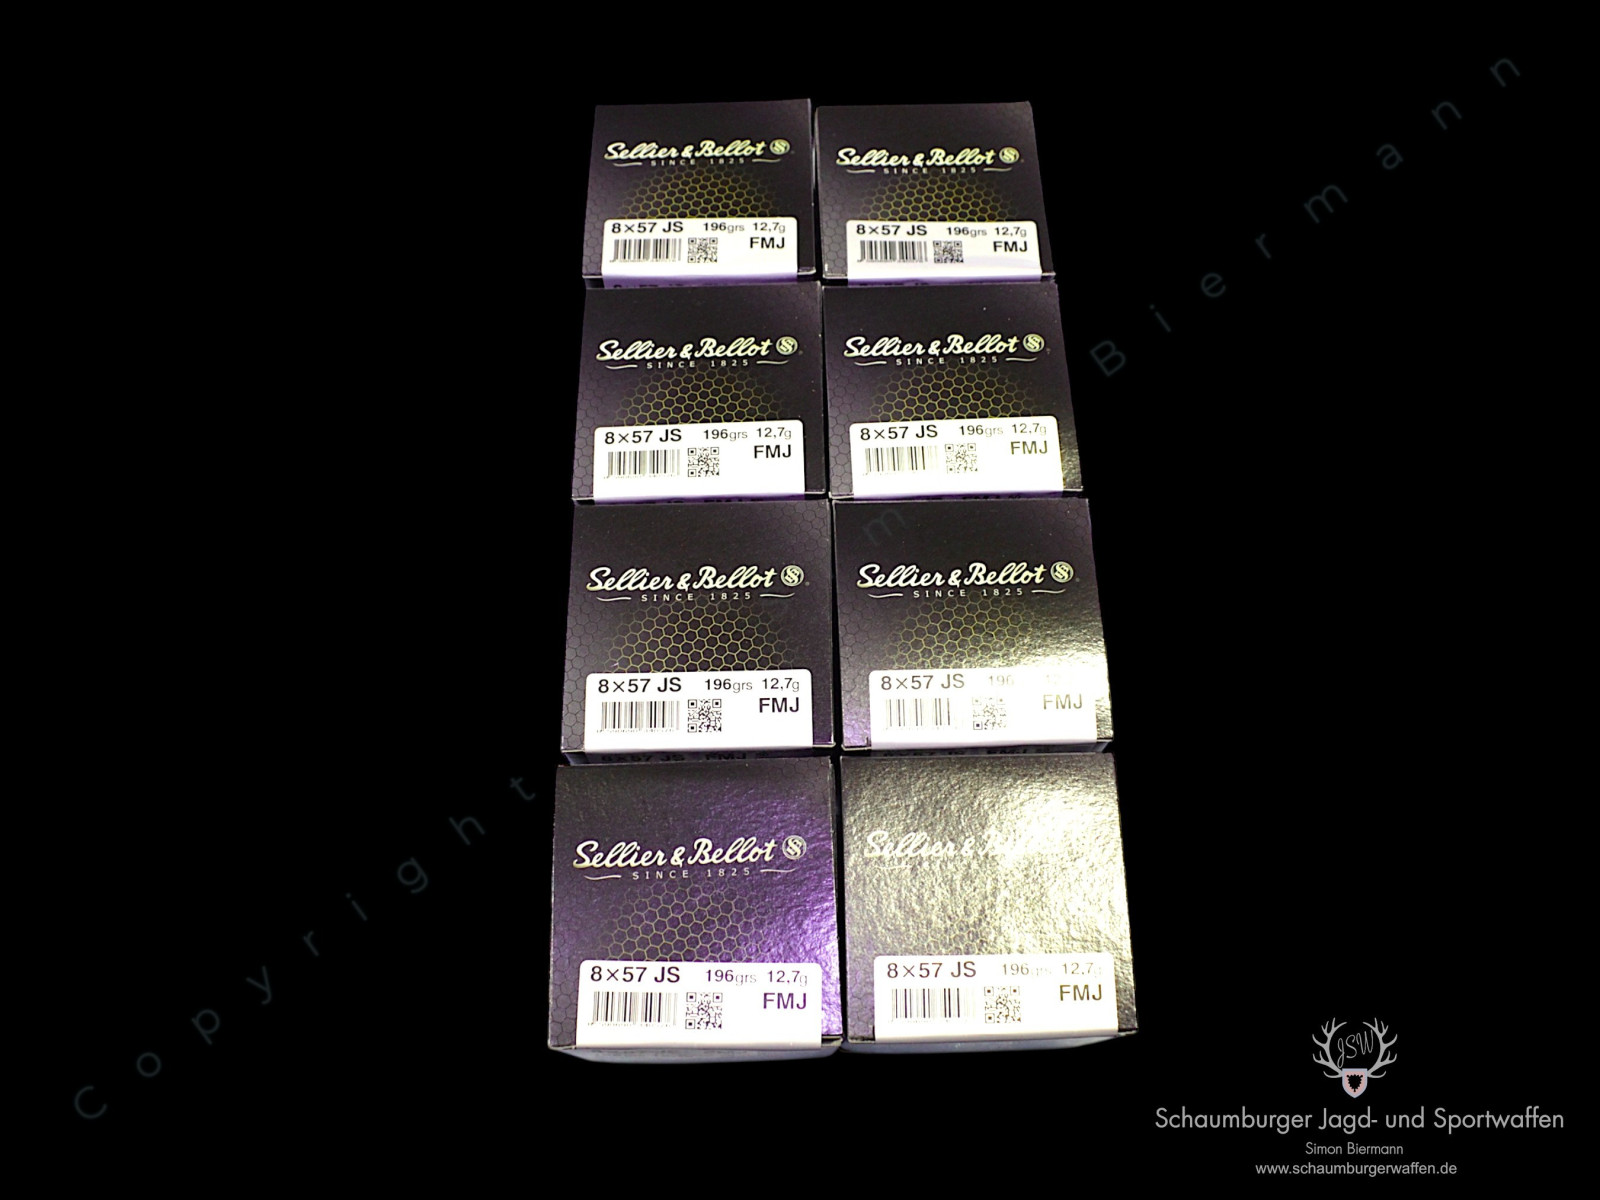 Sellier & Bellot
SINCE 1825
8×57 JS 196grs 12,7g
FMJ
Sellier & Bellot
SINCE 1825
8×57 JS 196grs 12,7g
FMJ
Sellier & Bellot
SINCE 1825
8×57 JS 196grs 12,7g
FMJ
Sellier & Bellot
SINCE 1825
8×57 JS 196grs 12,7g
FMJ
Sellier & Bellot
SINCE 1825
8×57 JS 196grs 12,7g
FMJ
Sellier & Bellot
SINCE 1825
8×57 JS 196
FMJ
Sellier & Bellot
SINCE 1825
8×57 JS 196grs 12,7g
FMJ
Sellier &
8×57 JS 196grs 12,7g
FMJ
Copyright
Biermann
JSW
Schaumburger Jagd- und Sportwaffen
Simon Biermann
www.schaumburgerwaffen.de